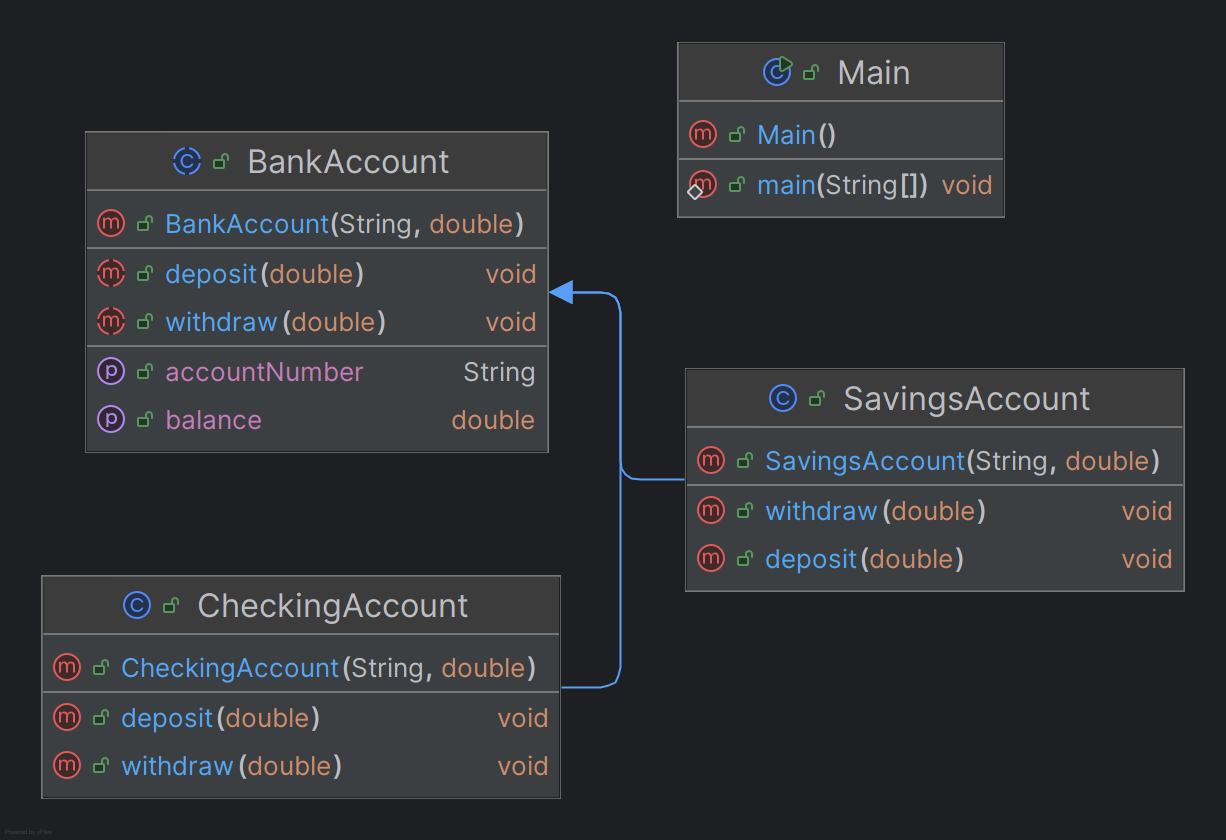 Main
Main()
main(String[]) void
BankAccount
BankAccount(String, double)
deposit(double) void
withdraw(double) void
accountNumber String
balance double
SavingsAccount
SavingsAccount(String, double)
withdraw(double) void
deposit(double) void
CheckingAccount
CheckingAccount(String, double)
deposit(double) void
withdraw(double) void
Powered by yFiles